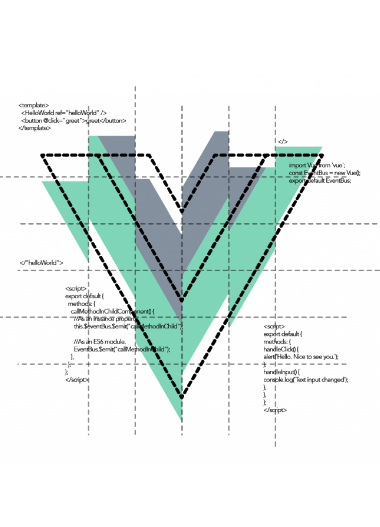 <template>
<HelloWorld ref="helloWorld" />
<button @click="greet">greet</button>
</template>
</>
import Vue from 'vue';
const EventBus = new Vue();
export default EventBus;
</"helloWorld">
<script>
export default {
methods: {
callMethodInChildComponent() {
//As an instance property
this.$eventBus.$emit("callMethodInChild")
//As an ES6 module.
EventBus.$emit("callMethodInChild");
},
};
</script>
<script>
export default {
methods: {
handleClick() {
alert('Hello. Nice to see you.');
},
handleInput() {
console.log('Text input changed');
},
},
};
</script>